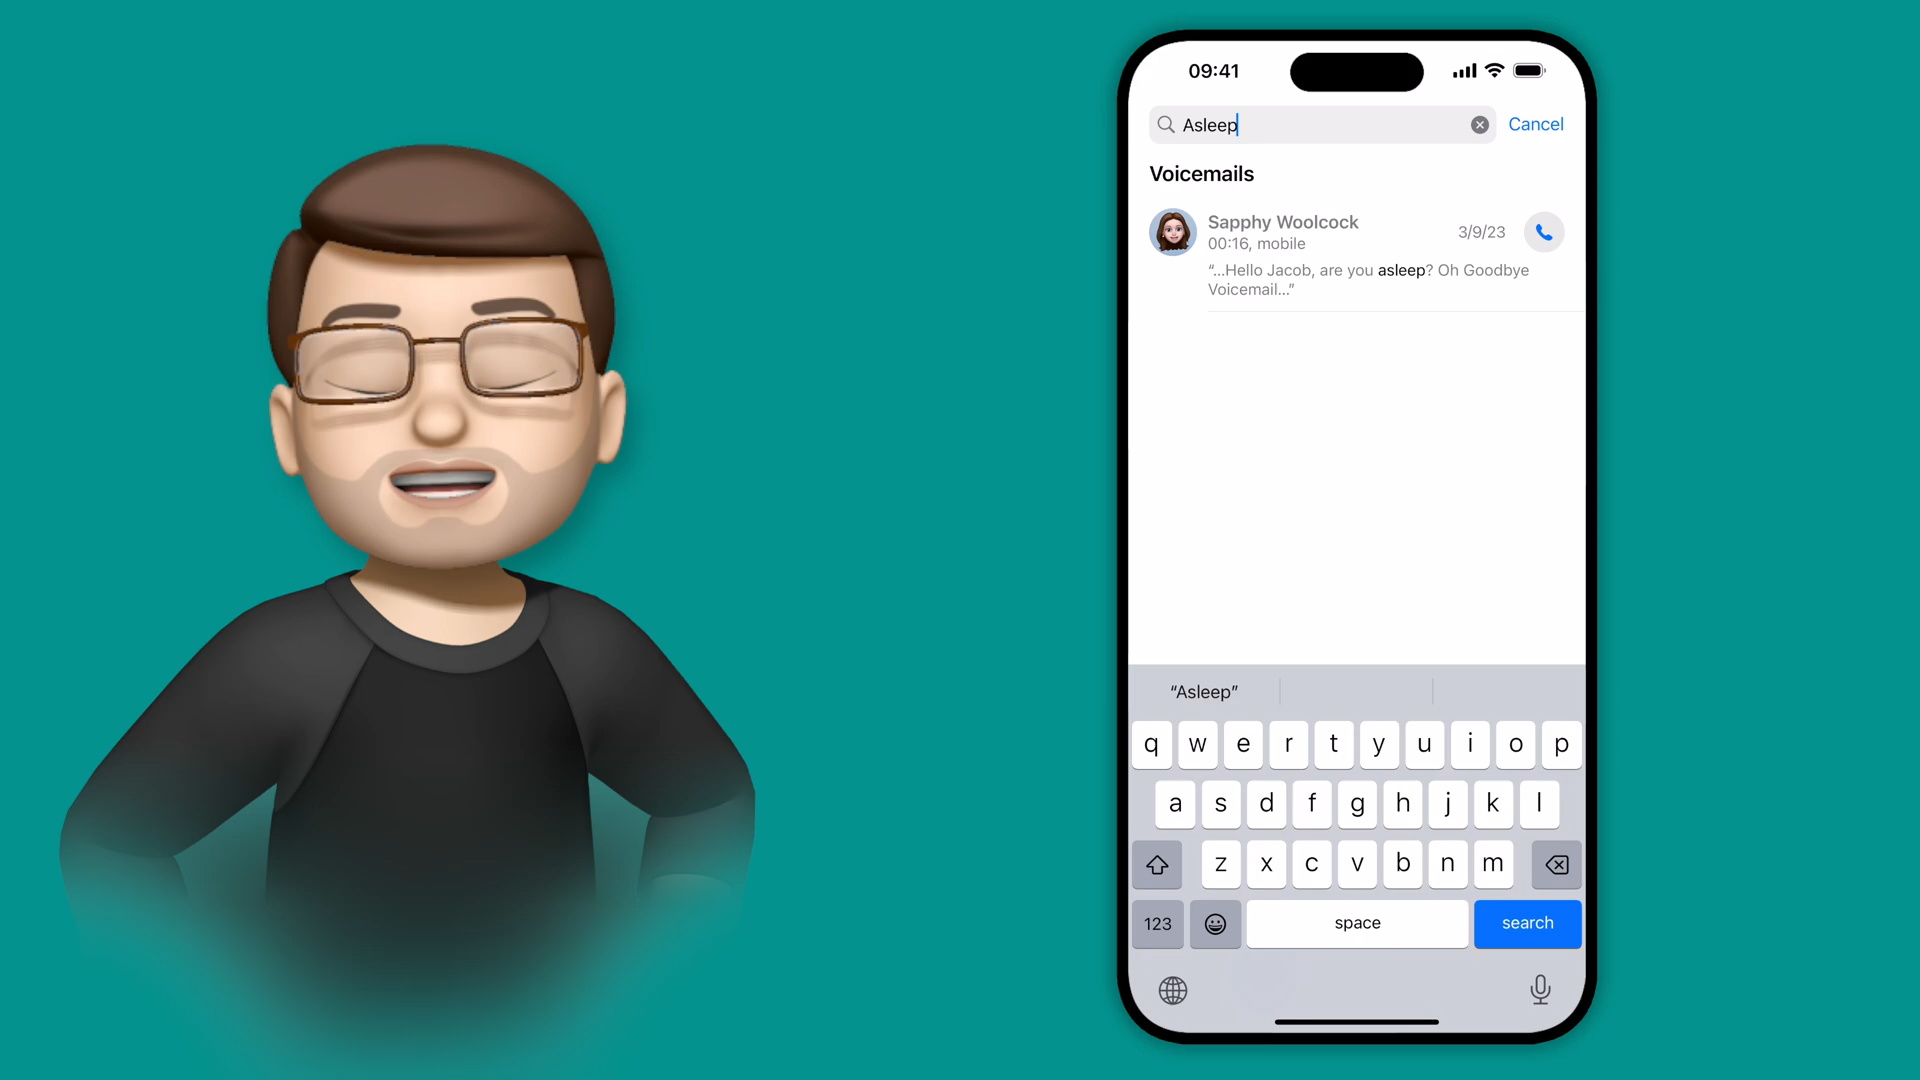 09:41
Asleep
Cancel
Voicemails
Sapphy Woolcock
00:16, mobile
3/9/23
“...Hello Jacob, are you asleep? Oh Goodbye
Voicemail...”
“Asleep”
q w e r t y u i o p
a s d f g h j k l
z x c v b n m
123
space
search